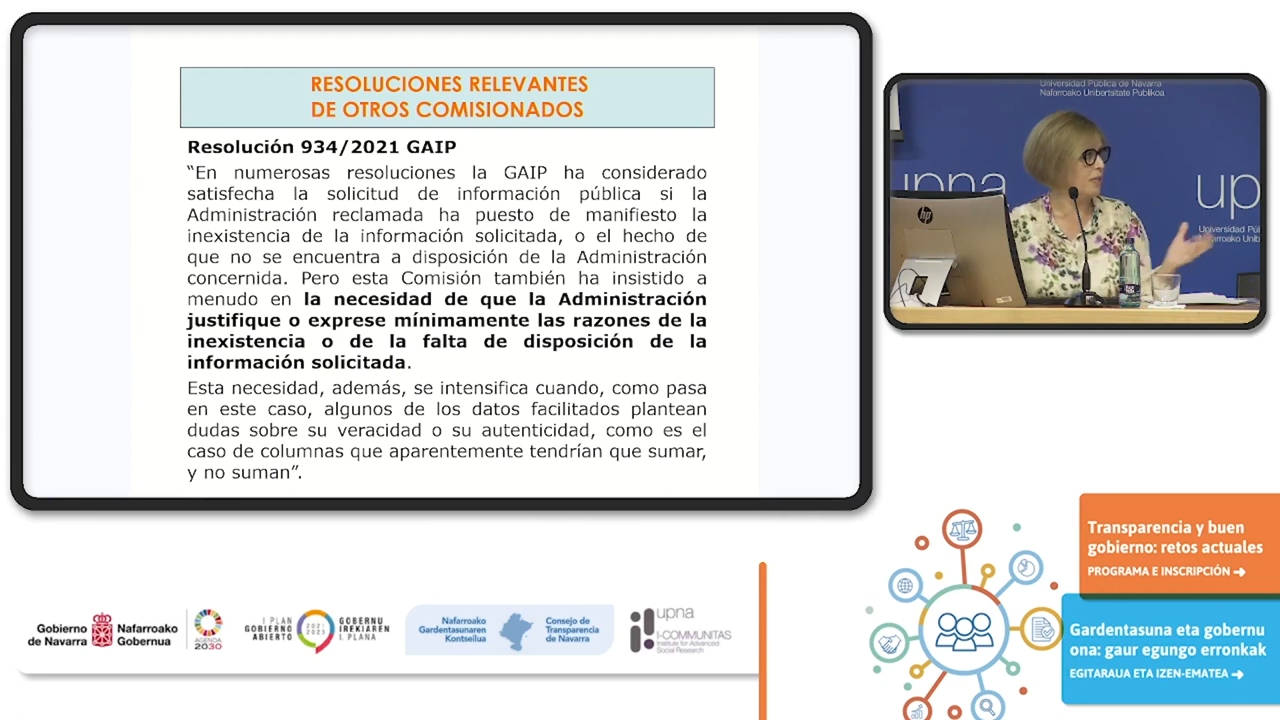 RESOLUCIONES RELEVANTES
DE OTROS COMISIONADOS
Resolución 934/2021 GAIP
“En numerosas resoluciones la GAIP ha considerado
satisfecha la solicitud de información pública si la
Administración reclamada ha puesto de manifiesto la
inexistencia de la información solicitada, o el hecho de
que no se encuentra a disposición de la Administración
concernida. Pero esta Comisión también ha insistido a
menudo en la necesidad de que la Administración
justifique o exprese mínimamente las razones de la
inexistencia o de la falta de disposición de la
información solicitada.
Esta necesidad, además, se intensifica cuando, como pasa
en este caso, algunos de los datos facilitados plantean
dudas sobre su veracidad o su autenticidad, como es el
caso de columnas que aparentemente tendrían que sumar,
y no suman”.
Universidad Pública de Navarra
Nafarroako Unibertsitate Publikoa
upna
hp
up
Universidad Púb
Nafarroako Unib
Transparencia y buen
gobierno: retos actuales
PROGRAMA E INSCRIPCIÓN
Gardentasuna eta gobernu
ona: gaur egungo erronkak
EGITARAUA ETA IZEN-EMATEA
Gobierno
de Navarra
Nafarroako
Gobernua
AGENDA
2030
I PLAN
GOBIERNO
ABIERTO
2021
2023
GOBERNU
IREKIAREN
I. PLANA
Nafarroako
Gardentasunaren
Kontseilua
Consejo de
Transparencia
de Navarra
upna
I-COMMUNITAS
Institute for Advanced
Social Research